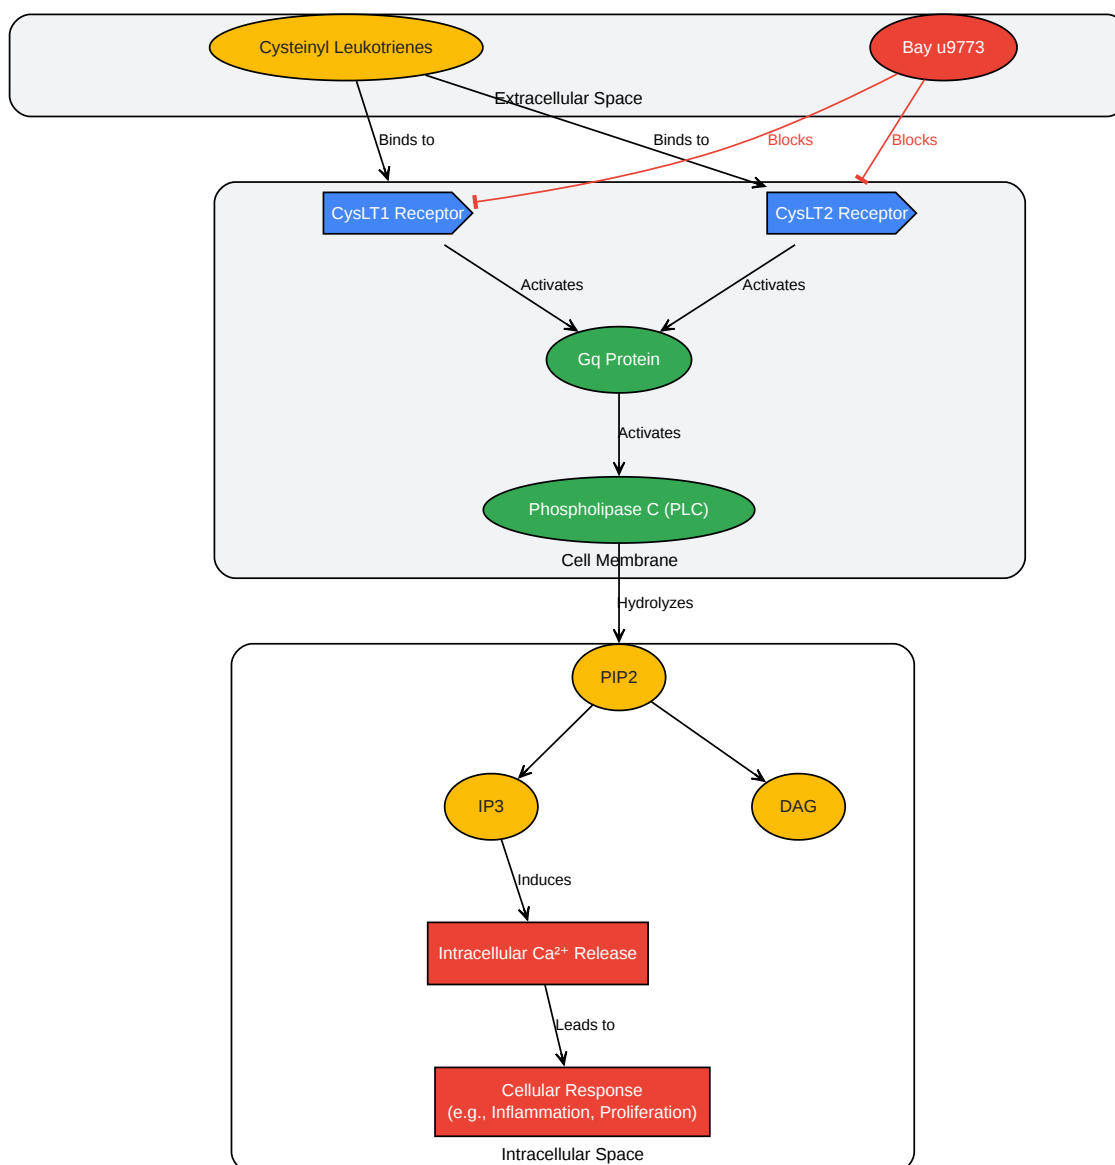 Cysteinyl Leukotrienes
Bay u9773
Extracellular Space
Binds to
Binds to
Blocks
Blocks
CysLT1 Receptor
CysLT2 Receptor
Activates
Activates
Gq Protein
Activates
Phospholipase C (PLC)
Cell Membrane
Hydrolyzes
PIP2
IP3
DAG
Induces
Intracellular Ca²⁺ Release
Leads to
Cellular Response
(e.g., Inflammation, Proliferation)
Intracellular Space